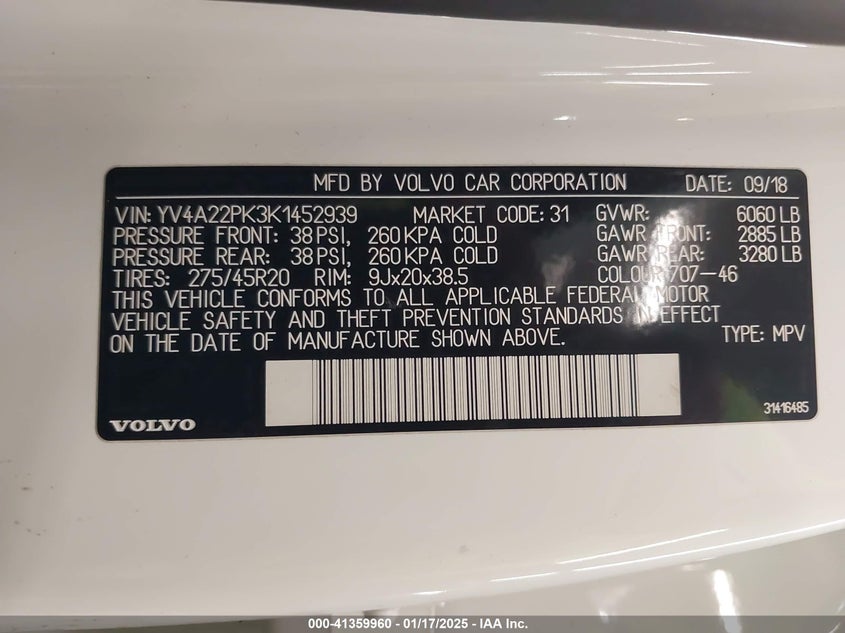 MFD BY VOLVO CAR CORPORATION DATE: 09/18
VIN: YV4A22PK3K1452939 MARKET CODE: 31 GVWR: 6060 LB
PRESSURE FRONT: 38 PSI, 260 KPA COLD GAWR FRONT: 2885 LB
PRESSURE REAR: 38 PSI, 260 KPA COLD GAWR REAR: 3280 LB
TIRES: 275/45R20 RIM: 9Jx20x38.5 COLOUR 707-46
THIS VEHICLE CONFORMS TO ALL APPLICABLE FEDERAL MOTOR
VEHICLE SAFETY AND THEFT PREVENTION STANDARDS IN EFFECT
ON THE DATE OF MANUFACTURE SHOWN ABOVE. TYPE: MPV
VOLVO 31416485
000-41359960 - 01/17/2025 - IAA Inc.